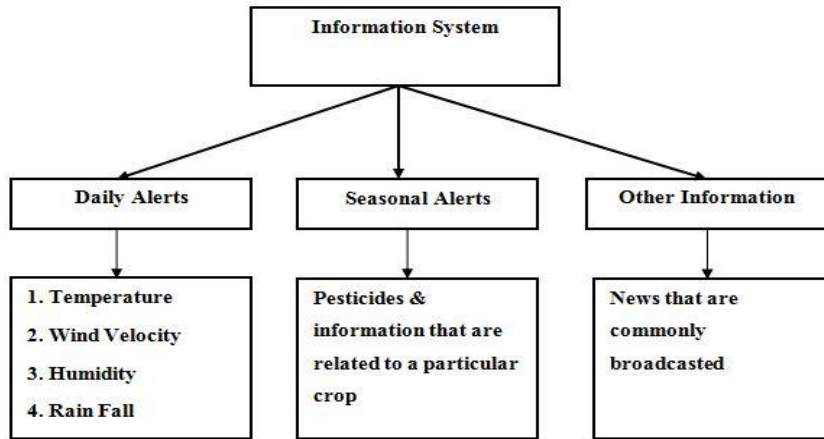 Information System
Daily Alerts
Seasonal Alerts
Other Information
1. Temperature
2. Wind Velocity
3. Humidity
4. Rain Fall
Pesticides &
information that are
related to a particular
crop
News that are
commonly
broadcasted